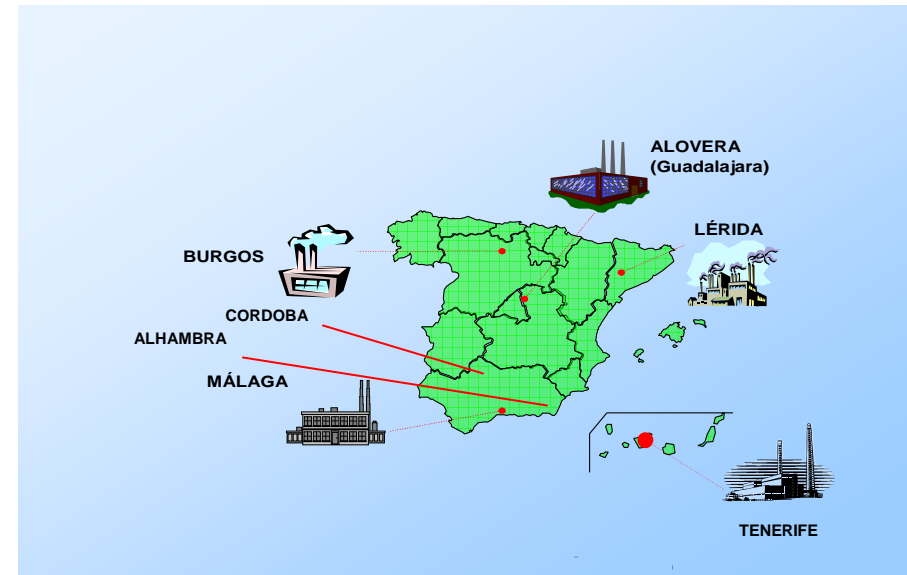 ALOVERA
(Guadalajara)
LÉRIDA
BURGOS
CORDOBA
ALHAMBRA
MÁLAGA
TENERIFE